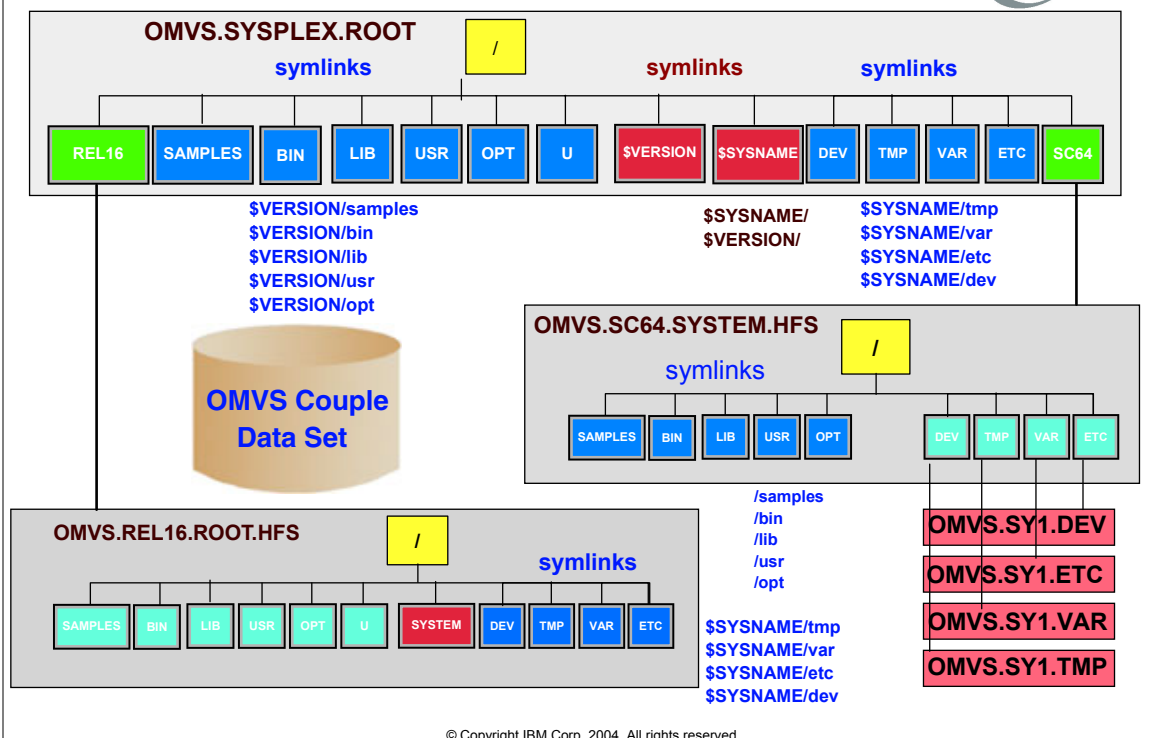 OMVS.SYSPLEX.ROOT
/
symlinks
symlinks
symlinks
REL16
SAMPLES
BIN
LIB
USR
OPT
U
$VERSION
$SYSNAME
DEV
TMP
VAR
ETC
SC64
$VERSION/samples
$VERSION/bin
$VERSION/lib
$VERSION/usr
$VERSION/opt
$SYSNAME/
$VERSION/
$SYSNAME/tmp
$SYSNAME/var
$SYSNAME/etc
$SYSNAME/dev
OMVS.SC64.SYSTEM.HFS
/
symlinks
SAMPLES
BIN
LIB
USR
OPT
DEV
TMP
VAR
ETC
OMVS Couple
Data Set
/samples
/bin
/lib
/usr
/opt
OMVS.SY1.DEV
OMVS.SY1.ETC
OMVS.SY1.VAR
OMVS.SY1.TMP
OMVS.REL16.ROOT.HFS
/
symlinks
SAMPLES
BIN
LIB
USR
OPT
U
SYSTEM
DEV
TMP
VAR
ETC
$SYSNAME/tmp
$SYSNAME/var
$SYSNAME/etc
$SYSNAME/dev
© Copyright IBM Corp. 2004. All rights reserved